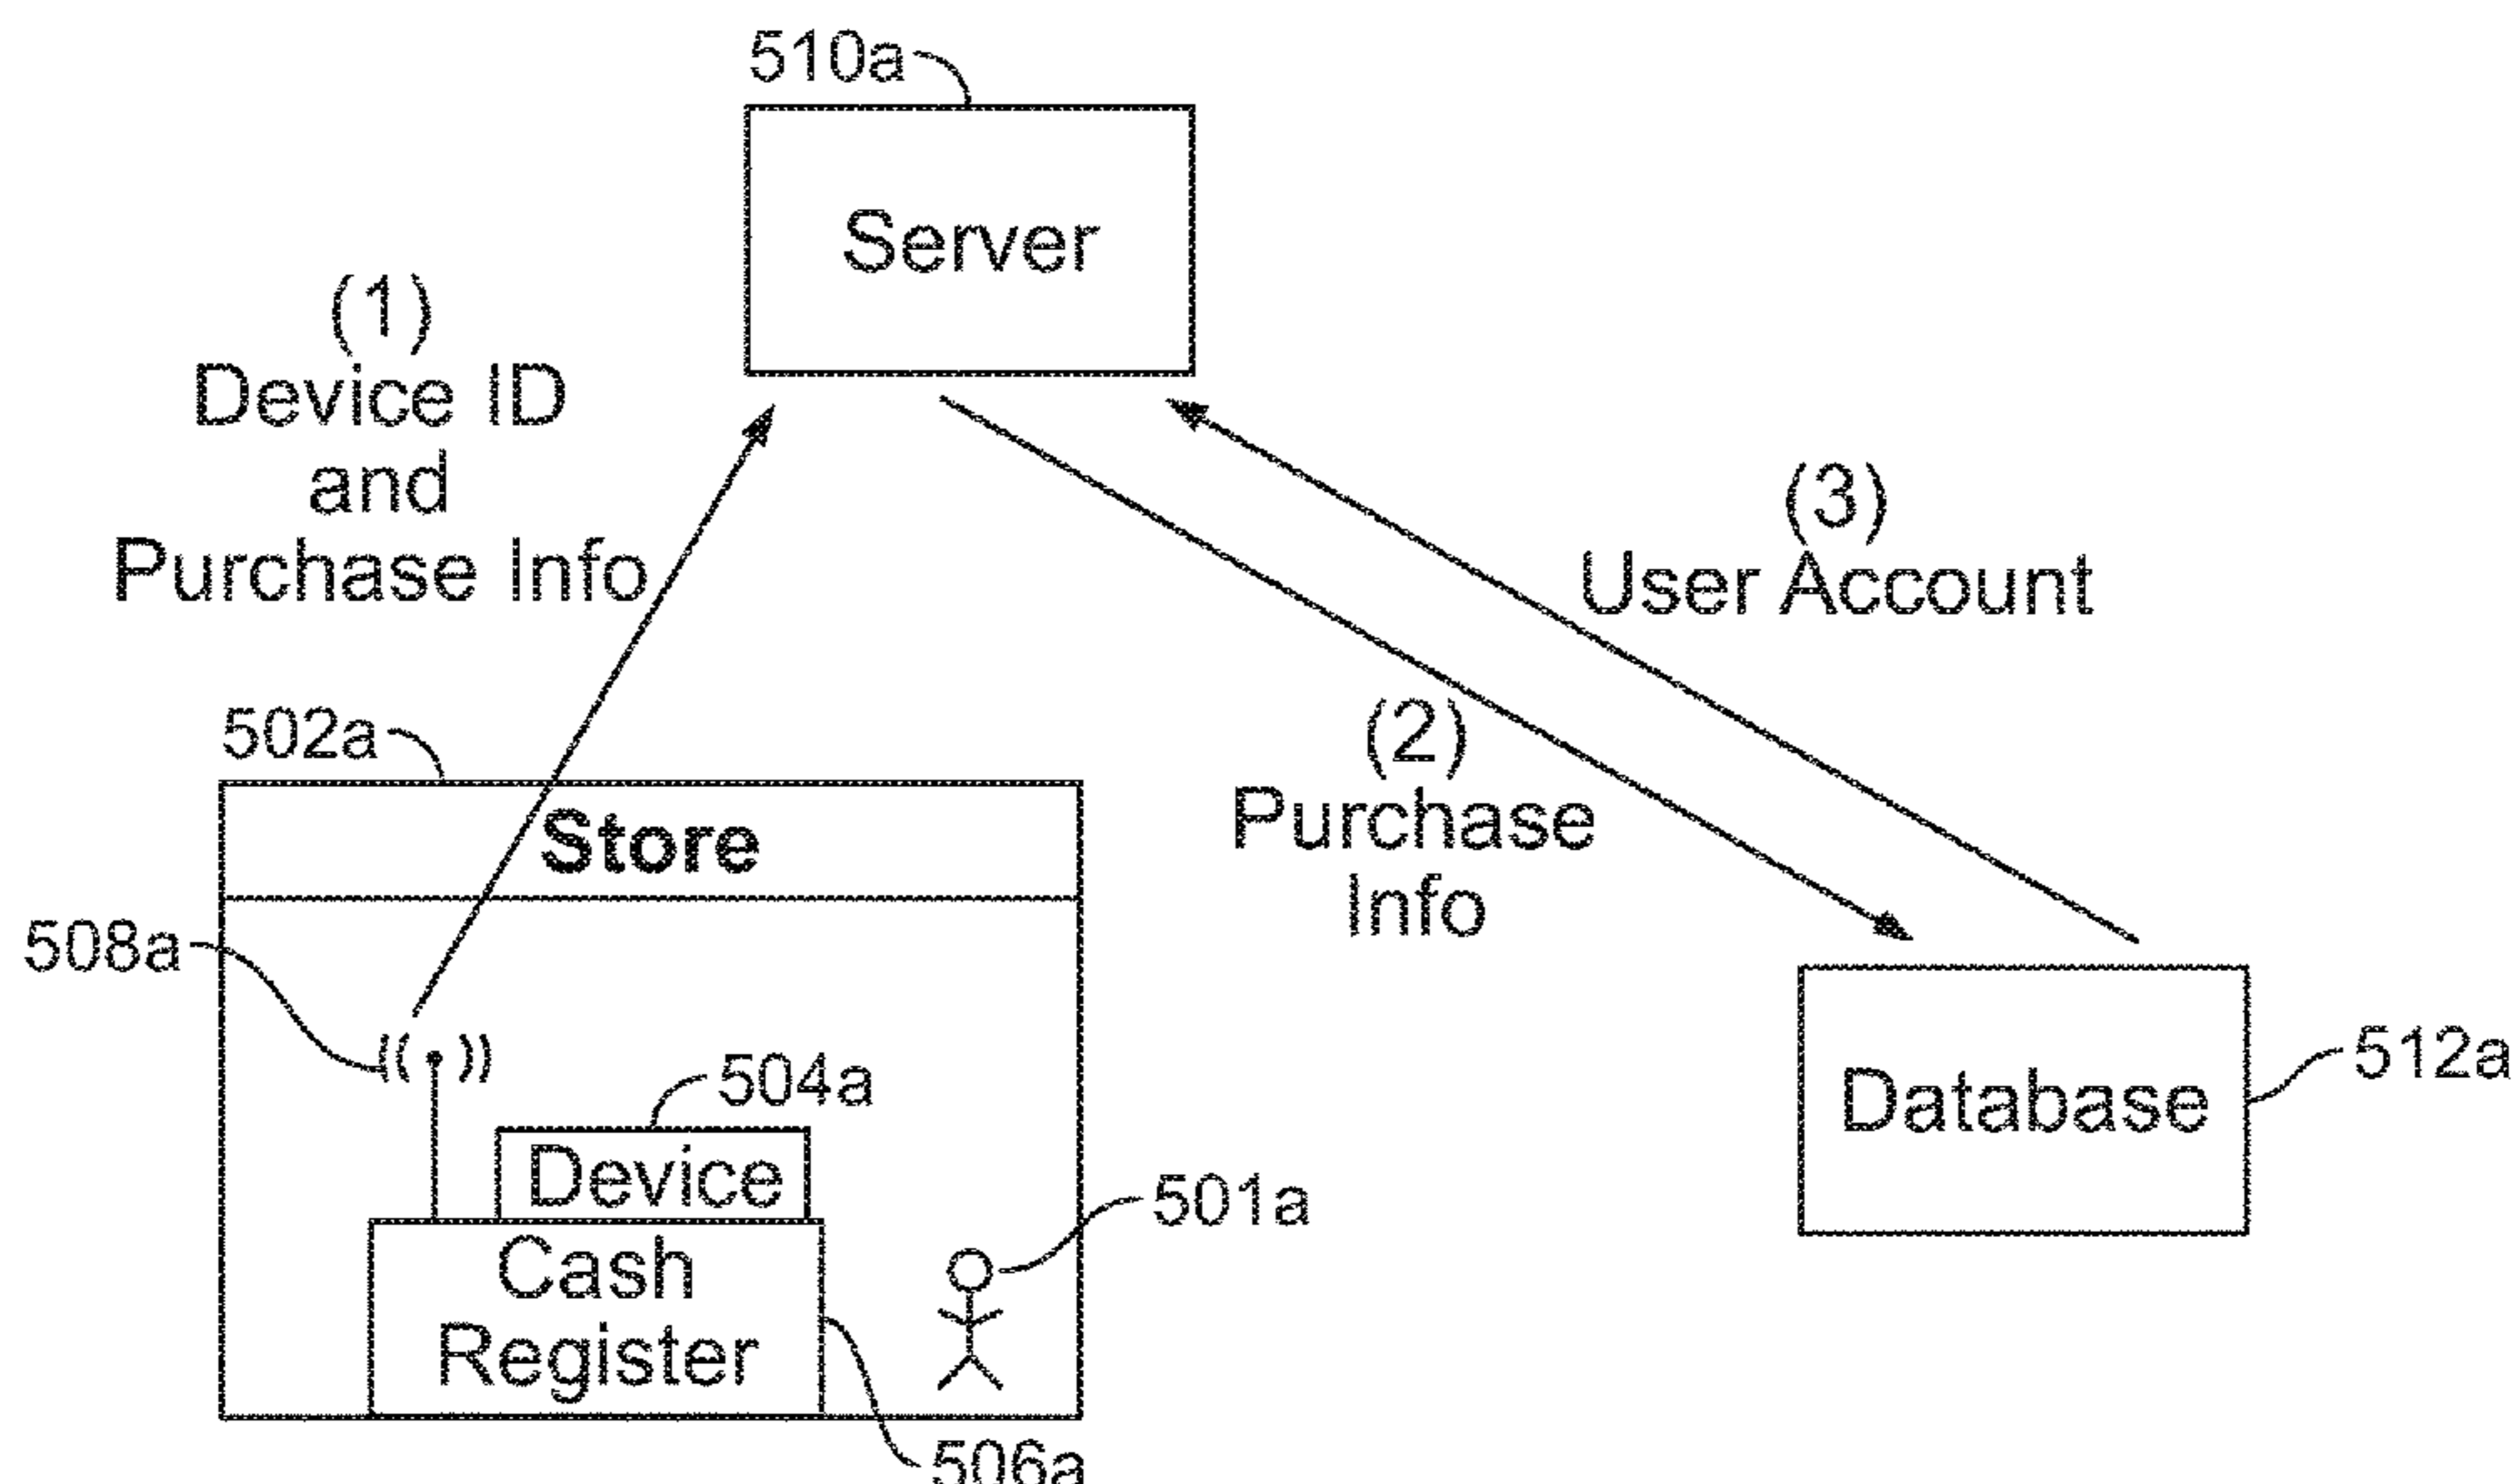 510a
Server
(1)
Device ID
and
Purchase Info
(3)
User Account
(2)
Purchase
Info
502a
Store
508a
504a
Device
Cash
Register
501a
506a
Database
512a